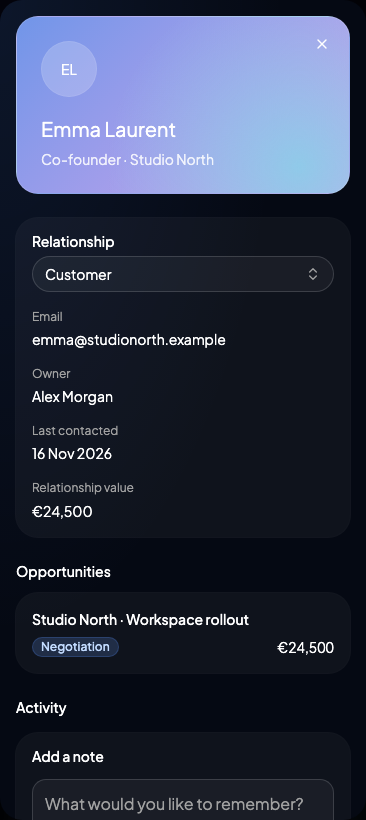 EL
Emma Laurent
Co-founder · Studio North
Relationship
Customer
Email
emma@studionorth.example
Owner
Alex Morgan
Last contacted
16 Nov 2026
Relationship value
€24,500
Opportunities
Studio North · Workspace rollout
Negotiation €24,500
Activity
Add a note
What would you like to remember?